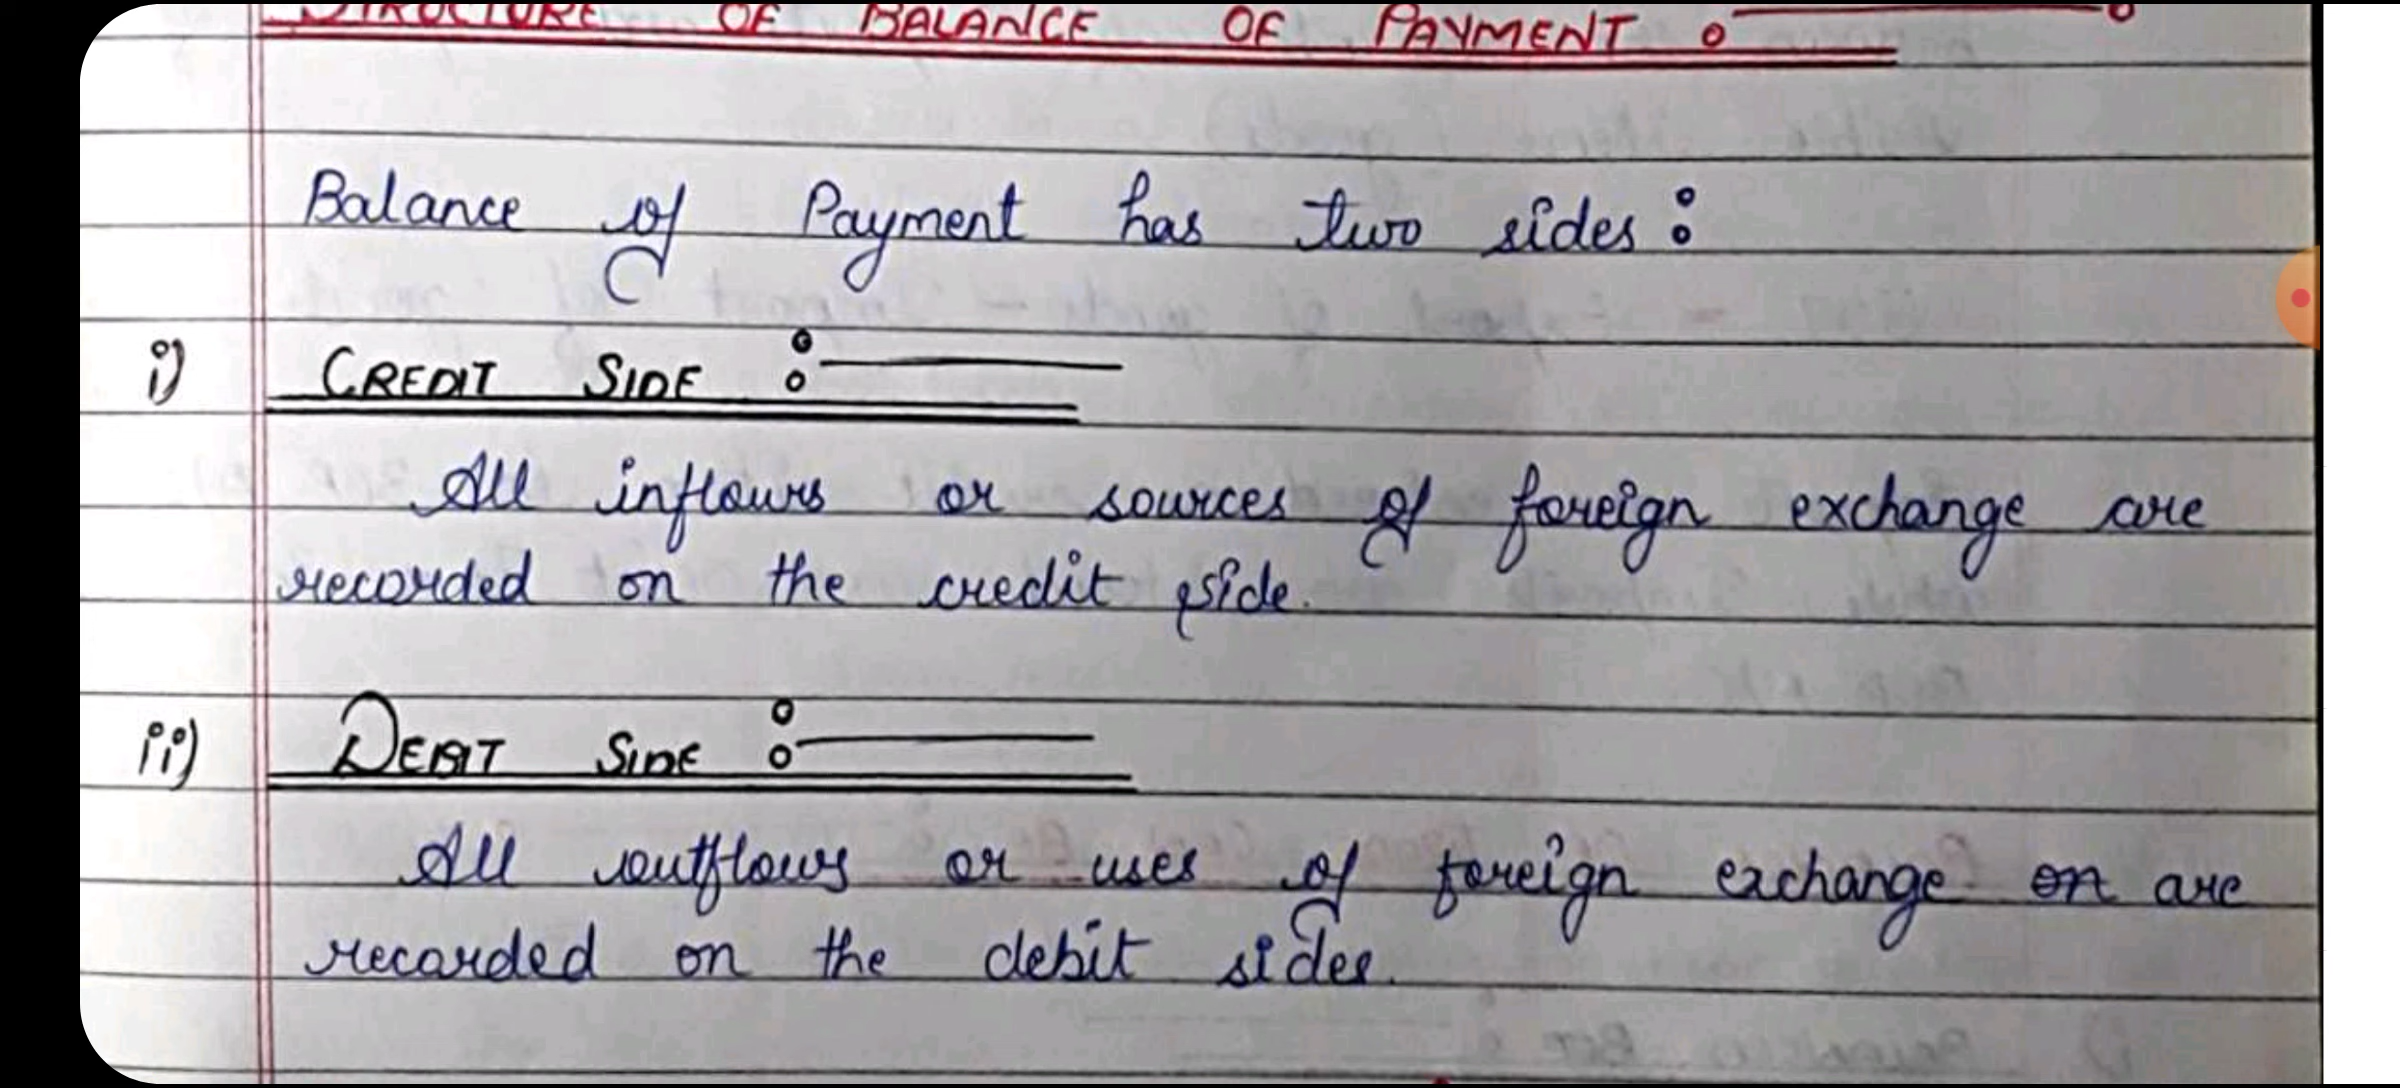 STRUCTURE OF BALANCE OF PAYMENT :
Balance of Payment has two sides :
i) CREDIT SIDE :
All inflows or sources of foreign exchange are
recorded on the credit side.
ii) DEBIT SIDE :
All outflows or uses of foreign exchange on are
recorded on the debit sides.